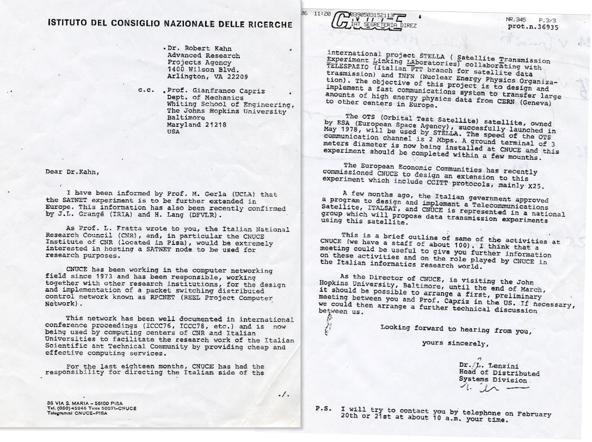 ISTITUTO DEL CONSIGLIO NAZIONALE DELLE RICERCHE
Dr. Robert Kahn
Advanced Research
Projects Agency
1400 Wilson Blvd.
Arlington, VA 22209
c.c. Prof. Gianfranco Capriz
Dept. of Mechanics
Whiting School of Engineering,
The Johns Hopkins University
Baltimore
Maryland 21218
USA
Dear Dr.Kahn,
I have been informed by Prof. M. Gerla (UCLA) that
the SATNET experiment is to be further extended in
Europe. This information has also been recently confirmed
by J.L. Grangé (IRIA) and H. Lang (DFVLR).
As Prof. L. Fratta wrote to you, the Italian National
Research Council (CNR), and, in particular the CNUCE
Institute of CNR (located in Pisa), would be extremely
interested in hosting a SATNET node to be used for
research purposes.
CNUCE has been working in the computer networking
field since 1973 and has been responsible, working
together with other research institutions, for the design
and implementation of a packet switching distributed
control network known as RPCNET (REEL Project Computer
Network).
This network has been well documented in international
conference proceedings (ICCC76, ICCC78, etc.) and is now
being used by computing centers of CNR and Italian
Universities to facilitate the research work of the Italian
Scientific ant Technical Community by providing cheap and
effective computing services.
For the last eighteen months, CNUCE has had the
responsibility for directing the Italian side of the
./.
36 VIA S. MARIA - 56100 PISA
Telegrammi CNUCE-PISA
11:20
CNUCE
IAT SEGRETERIA DIREZ
NR.345 P.3/3
prot.n.36935
international project STELLA ( Satellite Transmission
Experiment Linking LAboratories) collaborating with
TELESPAZIO (Italian PTT branch for satellite data
trasmission) and INFN (Nuclear Energy Physics Organiza-
tion). The objective of this project is to design and
implement a fast communications system to transfer large
amounts of high energy physics data from CERN (Geneva)
to other centers in Europe.
The OTS (Orbital Test Satellite) satellite, owned
by ESA (European Space Agency), successfully launched in
May 1978, will be used by STELLA. The speed of the OTS
communication channel is 2 Mbps. A ground terminal of 3
meters diameter is now being installed at CNUCE and this
experiment should be completed within a few mounths.
The European Economic Communities has recently
commissioned CNUCE to design an extension to this
experiment which include CCITT protocols, mainly x25.
A few months ago, the Italian government approved
a program to design and implement a Telecommunications
Satellite, ITALSAT, and CNUCE is represented in a national
group which will propose data transmission experiments
using this satellite.
This is a brief outline of same of the activities at
CNUCE (we have a staff of about 100). I think that a
meeting could be useful to give you further information
on these activities and on the role played by CNUCE in
the Italian informatics research world.
As the Director of CNUCE, is visiting the John
Hopkins University, Baltimore, until the end of March,
it should be possible to arrange a first, preliminary
meeting between you and Prof. Capriz in the US. If necessary,
we could then arrange a further technical discussion
between us.
Looking forward to hearing from you,
yours sincerely,
Dr. L. Lenzini
Head of Distributed
Systems Division
P.S. I will try to contact you by telephone on February
20th or 21st at about 10 a.m. your time.